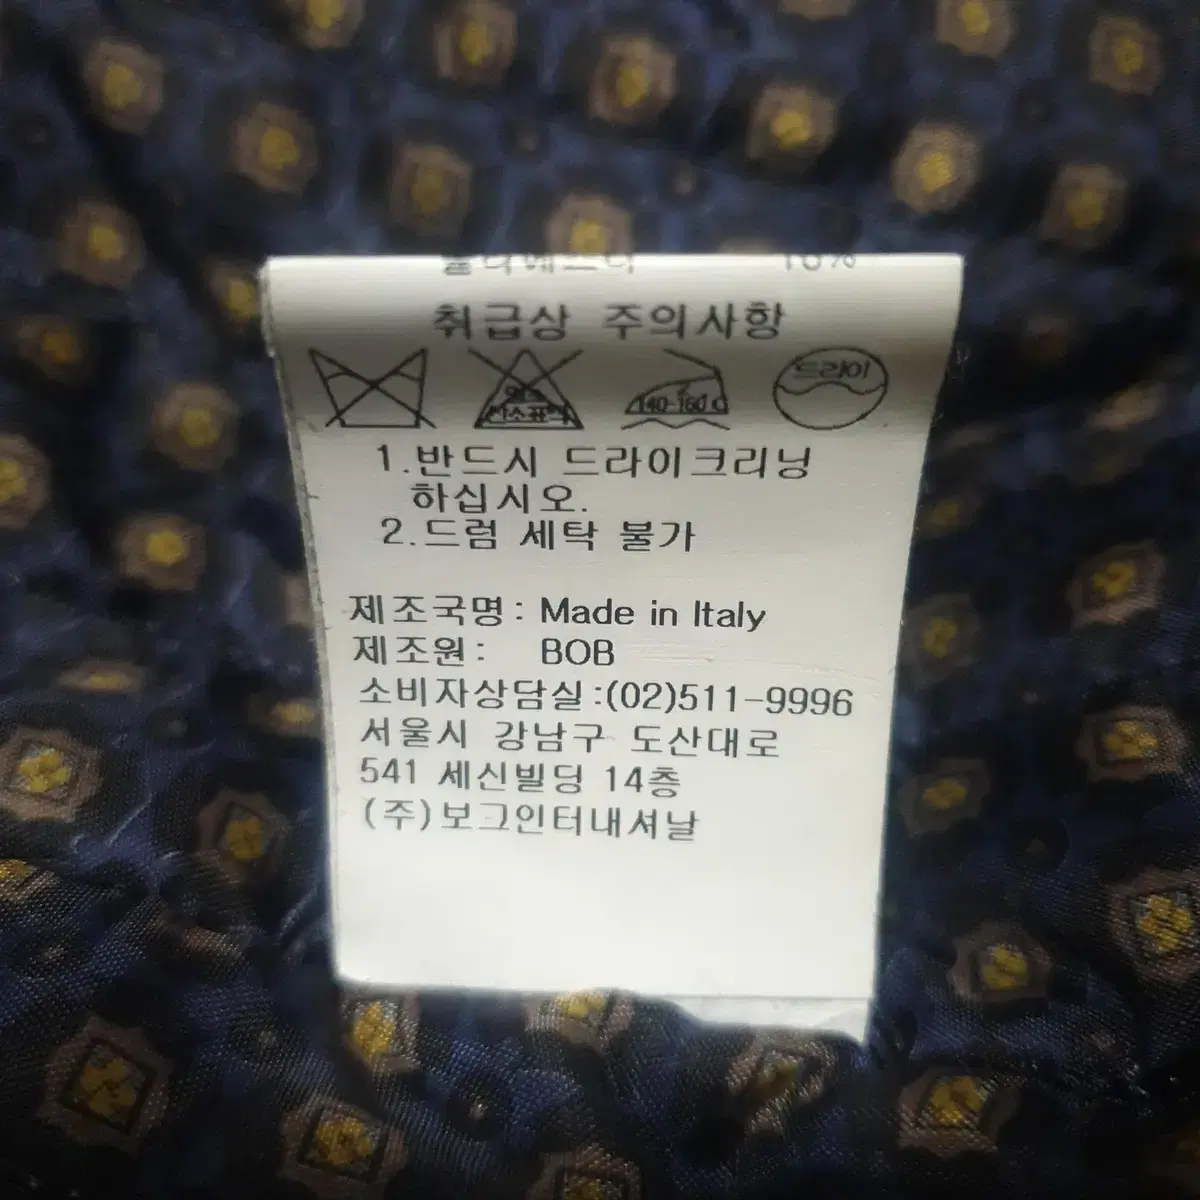 취급상 주의사항
드라이
140-160℃
1.반드시 드라이크리닝
하십시오.
2.드럼 세탁 불가
제조국명: Made in Italy
제조원: BOB
소비자상담실:(02)511-9996
서울시 강남구 도산대로
541 세신빌딩 14층
(주)보그인터내셔날